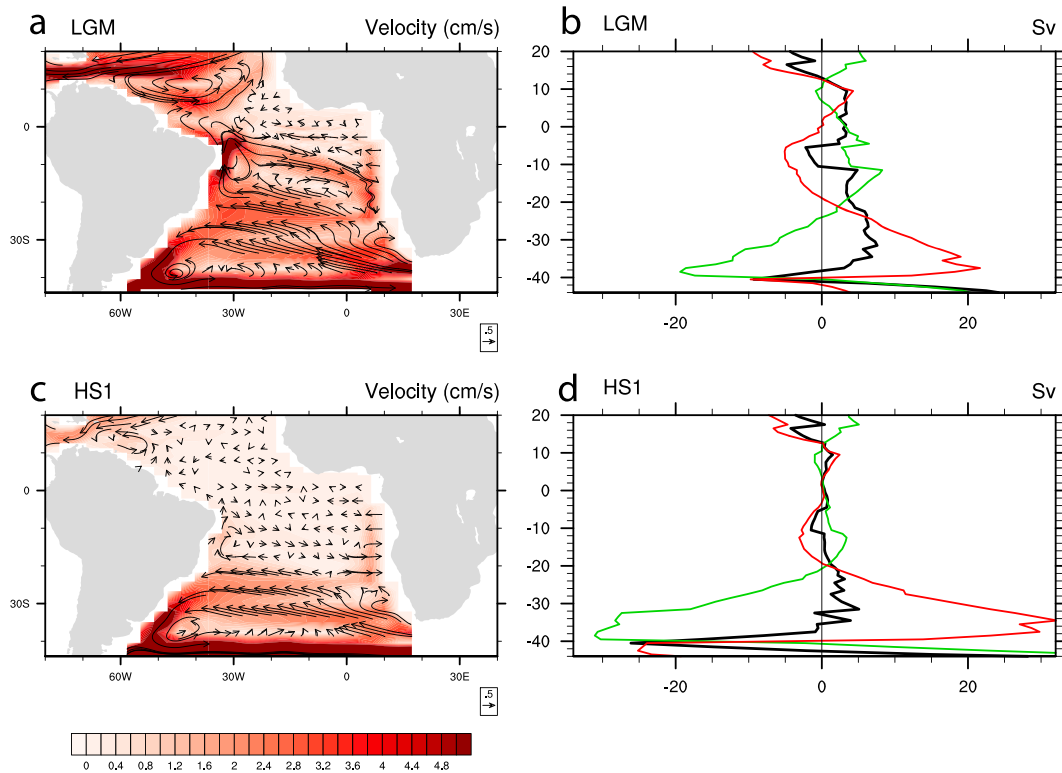 a LGM Velocity (cm/s)
0
30S
60W 30W 0 30E
.5
b LGM Sv
20
10
0
-10
-20
-30
-40
-20 0 20
c HS1 Velocity (cm/s)
0
30S
60W 30W 0 30E
.5
d HS1 Sv
20
10
0
-10
-20
-30
-40
-20 0 20
0 0.4 0.8 1.2 1.6 2 2.4 2.8 3.2 3.6 4 4.4 4.8